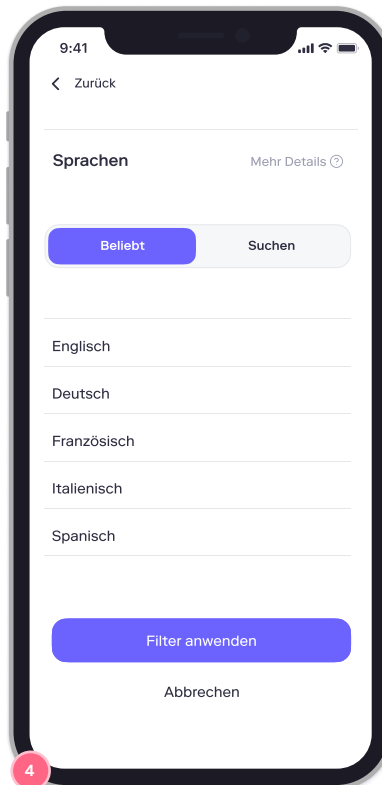 9:41
Zurück
Sprachen
Mehr Details ?
Beliebt Suchen
Englisch
Deutsch
Französisch
Italienisch
Spanisch
Filter anwenden
Abbrechen
4